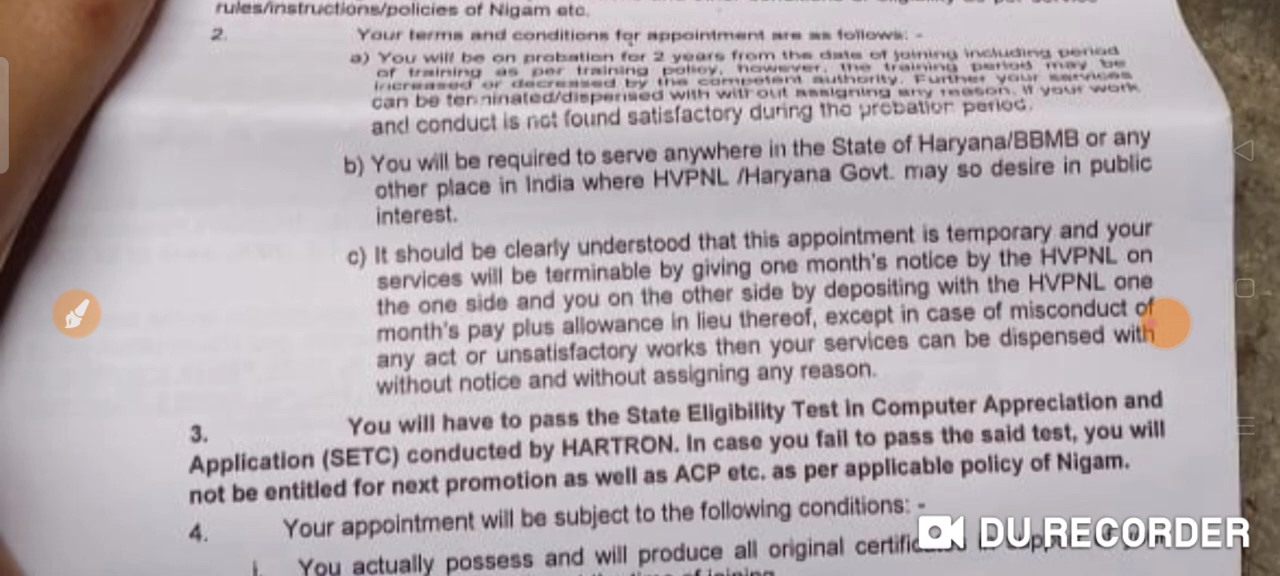 rules/instructions/policies of Nigam etc.
2. Your terms and conditions for appointment are as follows: -
a) You will be on probation for 2 years from the date of joining including period
of training as per training policy, however, the training period may be
increased or decreased by the competent authority. Further your services
can be terminated/dispensed with without assigning any reason, if your work
and conduct is not found satisfactory during the probation period.
b) You will be required to serve anywhere in the State of Haryana/BBMB or any
other place in India where HVPNL /Haryana Govt. may so desire in public
interest.
c) It should be clearly understood that this appointment is temporary and your
services will be terminable by giving one month's notice by the HVPNL on
the one side and you on the other side by depositing with the HVPNL one
month's pay plus allowance in lieu thereof, except in case of misconduct of
any act or unsatisfactory works then your services can be dispensed with
without notice and without assigning any reason.
3. You will have to pass the State Eligibility Test in Computer Appreciation and
Application (SETC) conducted by HARTRON. In case you fail to pass the said test, you will
not be entitled for next promotion as well as ACP etc. as per applicable policy of Nigam.
4. Your appointment will be subject to the following conditions: -
i. You actually possess and will produce all original
DU RECORDER